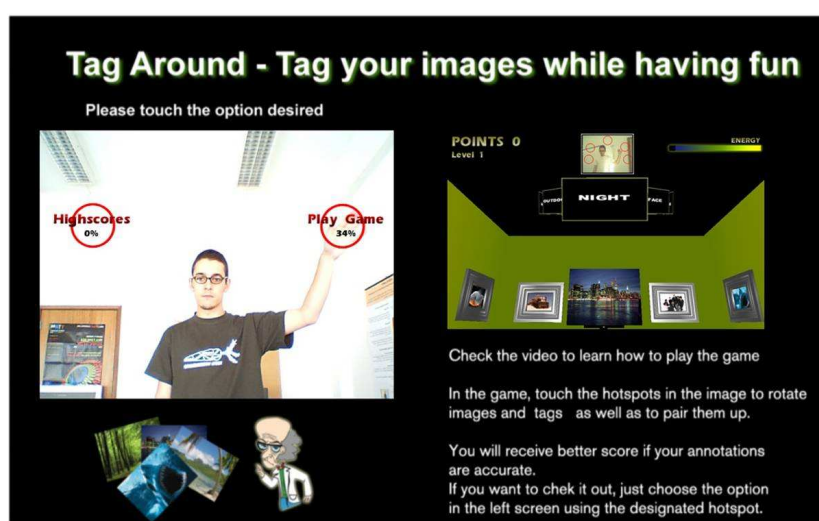 Tag Around - Tag your images while having fun
Please touch the option desired
Highscores
0%
Play Game
34%
POINTS 0
Level 1
ENERGY
NIGHT
FACE
Check the video to learn how to play the game
In the game, touch the hotspots in the image to rotate
images and tags as well as to pair them up.
You will receive better score if your annotations
are accurate.
If you want to chek it out, just choose the option
in the left screen using the designated hotspot.